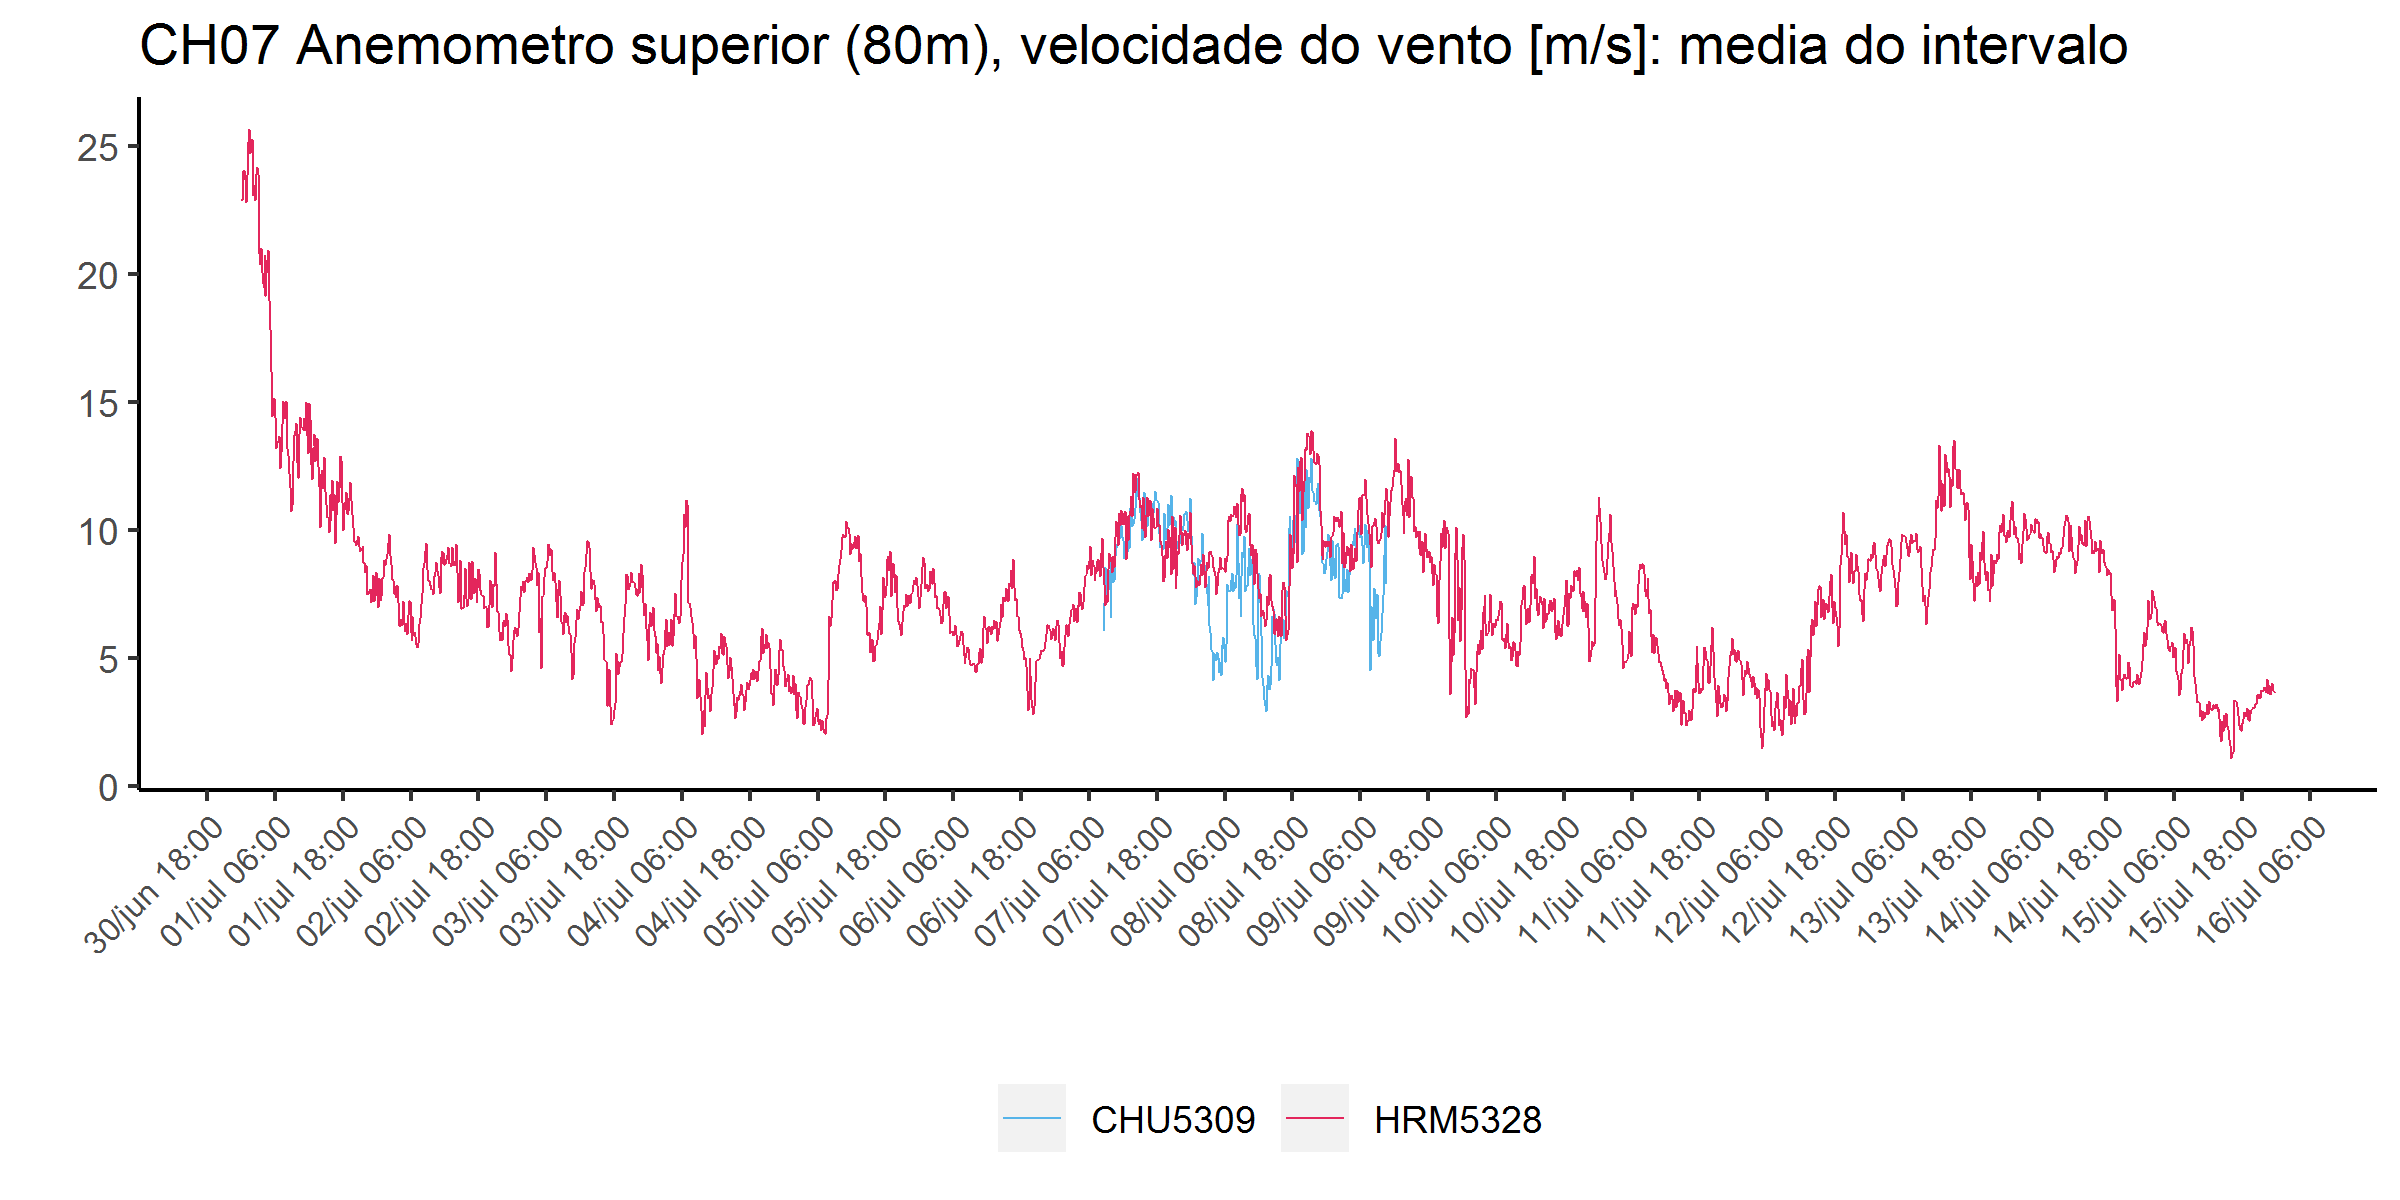 CH07 Anemometro superior (80m), velocidade do vento [m/s]: media do intervalo
25
20
15
10
5
0
30/jun 18:00
01/jul 06:00
01/jul 18:00
02/jul 06:00
02/jul 18:00
03/jul 06:00
03/jul 18:00
04/jul 06:00
04/jul 18:00
05/jul 06:00
05/jul 18:00
06/jul 06:00
06/jul 18:00
07/jul 06:00
07/jul 18:00
08/jul 06:00
08/jul 18:00
09/jul 06:00
09/jul 18:00
10/jul 06:00
10/jul 18:00
11/jul 06:00
11/jul 18:00
12/jul 06:00
12/jul 18:00
13/jul 06:00
13/jul 18:00
14/jul 06:00
14/jul 18:00
15/jul 06:00
15/jul 18:00
16/jul 06:00
CHU5309
HRM5328